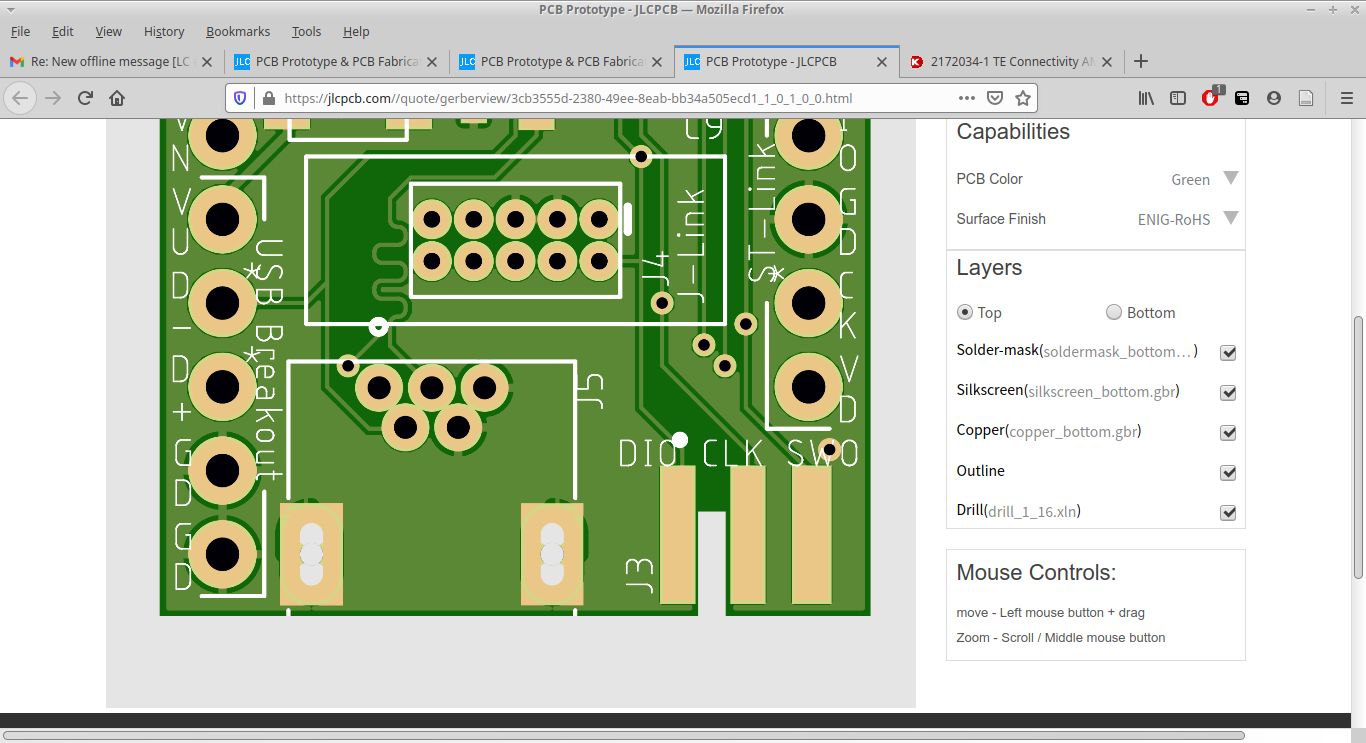 PCB Prototype - JLCPCB — Mozilla Firefox
File Edit View History Bookmarks Tools Help
Re: New offline message [LC
JLC PCB Prototype & PCB Fabrica
JLC PCB Prototype & PCB Fabrica
JLC PCB Prototype - JLCPCB
2172034-1 TE Connectivity AM
https://jlcpcb.com//quote/gerberview/3cb3555d-2380-49ee-8eab-bb34a505ecd1_1_0_1_0_0.html
1
V
N
V
U
D
-
D
+
G
D
G
D
*USB Breakout*
J4
J-Link
ST-Link*
J5
J3
DIO CLK SWO
O
G
D
C
K
V
D
Capabilities
PCB Color Green
Surface Finish ENIG-RoHS
Layers
Top Bottom
Solder-mask(soldermask_bottom…)
Silkscreen(silkscreen_bottom.gbr)
Copper(copper_bottom.gbr)
Outline
Drill(drill_1_16.xln)
Mouse Controls:
move - Left mouse button + drag
Zoom - Scroll / Middle mouse button